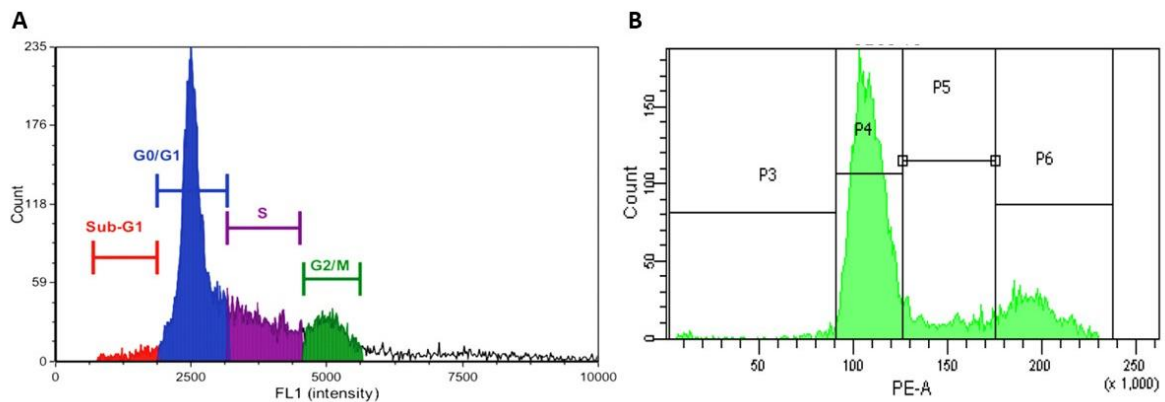 A
235
176
118
59
0
Count
Sub-G1
G0/G1
S
G2/M
0
2500
5000
7500
10000
FL1 (intensity)
B
150
100
50
0
Count
P3
P4
P5
P6
50
100
150
200
250
(x 1,000)
PE-A